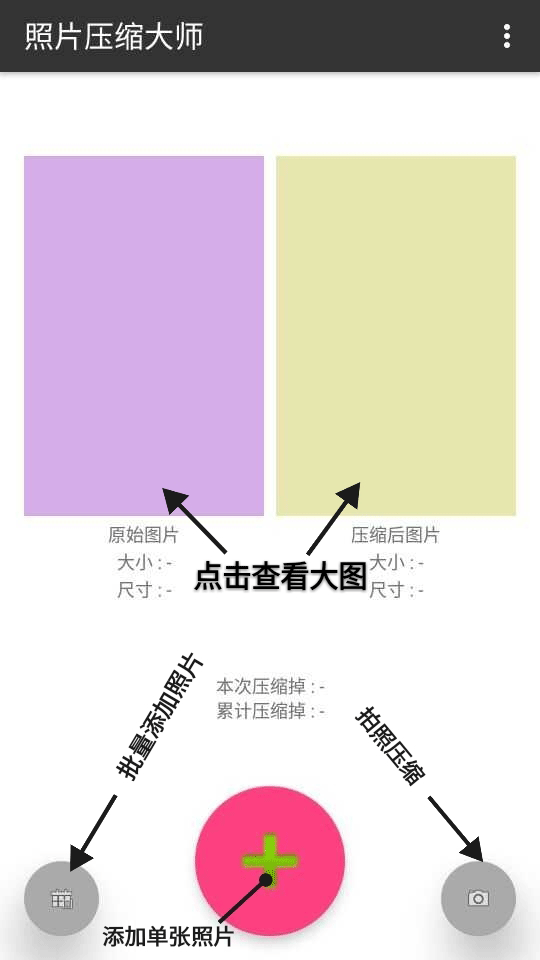 照片压缩大师
原始图片
大小 : -
尺寸 : -
压缩后图片
大小 : -
尺寸 : -
点击查看大图
本次压缩掉 : -
累计压缩掉 : -
批量添加照片
拍照压缩
添加单张照片